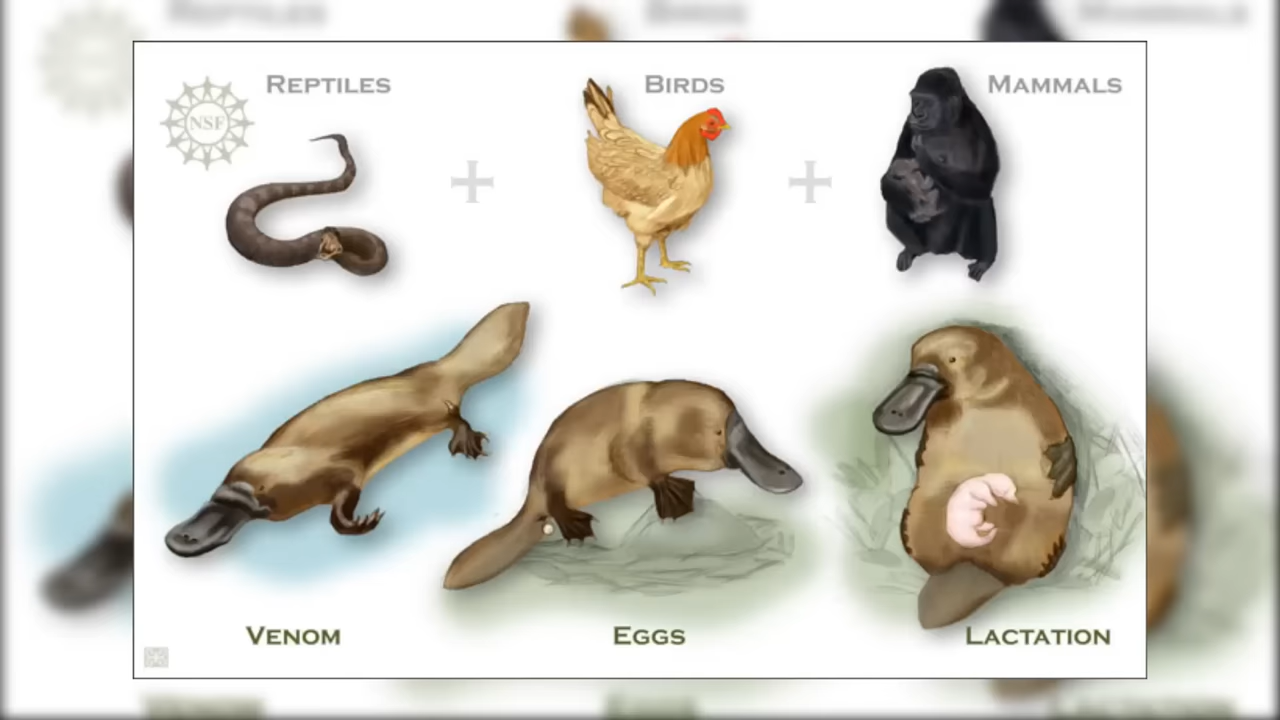 REPTILES
BIRDS
MAMMALS
NSF
VENOM
EGGS
LACTATION